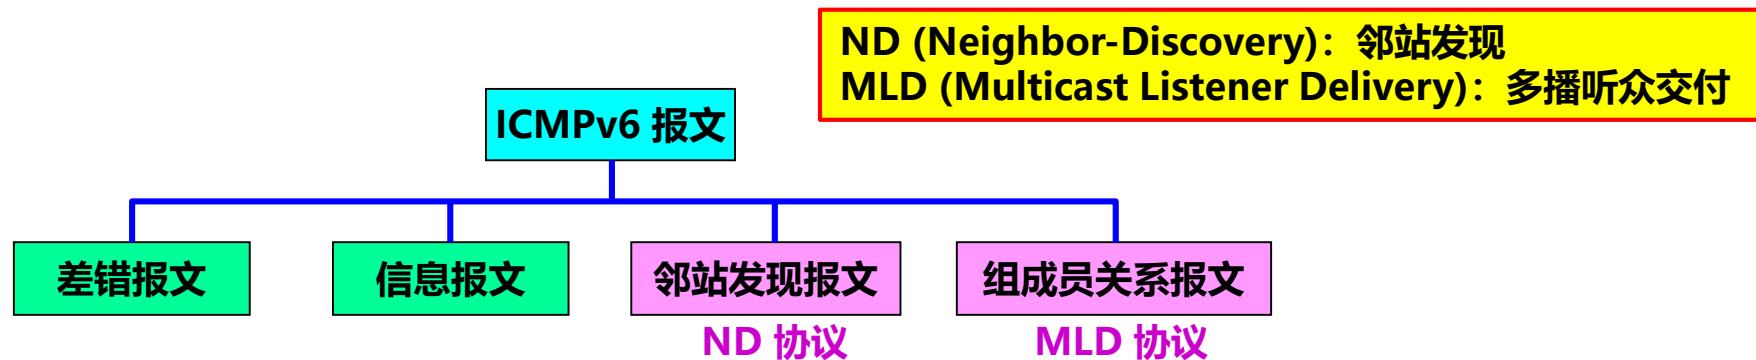 ND (Neighbor-Discovery)：邻站发现
MLD (Multicast Listener Delivery)：多播听众交付
ICMPv6 报文
差错报文
信息报文
邻站发现报文
组成员关系报文
ND 协议
MLD 协议